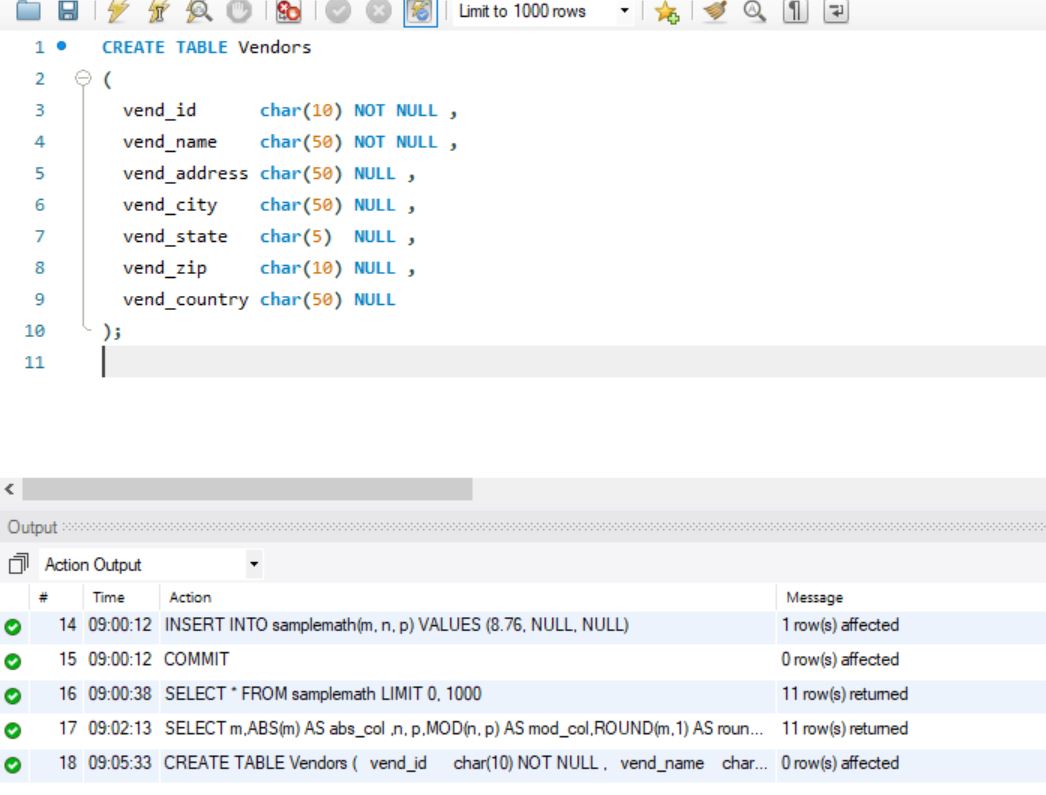 Limit to 1000 rows
1 CREATE TABLE Vendors
2 (
3 vend_id char(10) NOT NULL ,
4 vend_name char(50) NOT NULL ,
5 vend_address char(50) NULL ,
6 vend_city char(50) NULL ,
7 vend_state char(5) NULL ,
8 vend_zip char(10) NULL ,
9 vend_country char(50) NULL
10 );
11
Output
Action Output
# Time Action Message
14 09:00:12 INSERT INTO samplemath(m, n, p) VALUES (8.76, NULL, NULL) 1 row(s) affected
15 09:00:12 COMMIT 0 row(s) affected
16 09:00:38 SELECT * FROM samplemath LIMIT 0, 1000 11 row(s) returned
17 09:02:13 SELECT m,ABS(m) AS abs_col ,n, p,MOD(n, p) AS mod_col,ROUND(m,1) AS roun... 11 row(s) returned
18 09:05:33 CREATE TABLE Vendors ( vend_id char(10) NOT NULL , vend_name char... 0 row(s) affected